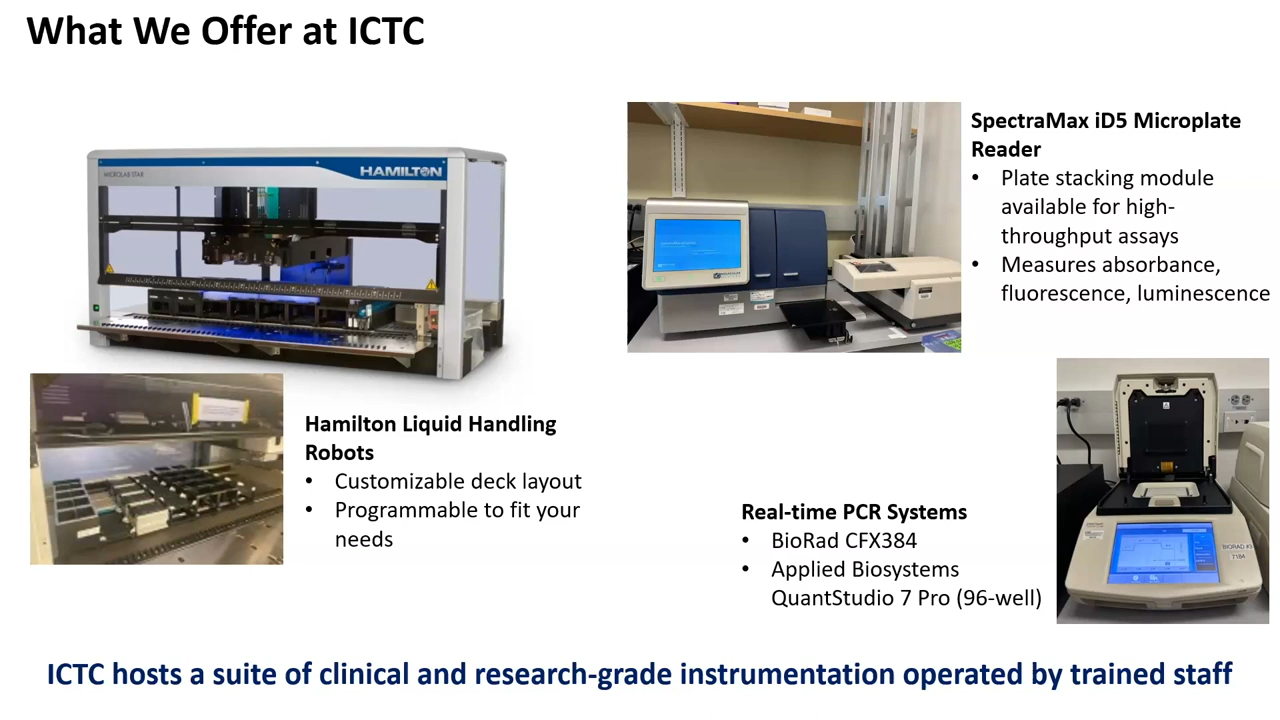 What We Offer at ICTC
MICROLAB STAR
HAMILTON
SpectraMax iD5 Microplate
Reader
• Plate stacking module
available for high-
throughput assays
• Measures absorbance,
fluorescence, luminescence
Hamilton Liquid Handling
Robots
• Customizable deck layout
• Programmable to fit your
needs
Real-time PCR Systems
• BioRad CFX384
• Applied Biosystems
QuantStudio 7 Pro (96-well)
BIORAD #3
718A
ICTC hosts a suite of clinical and research-grade instrumentation operated by trained staff